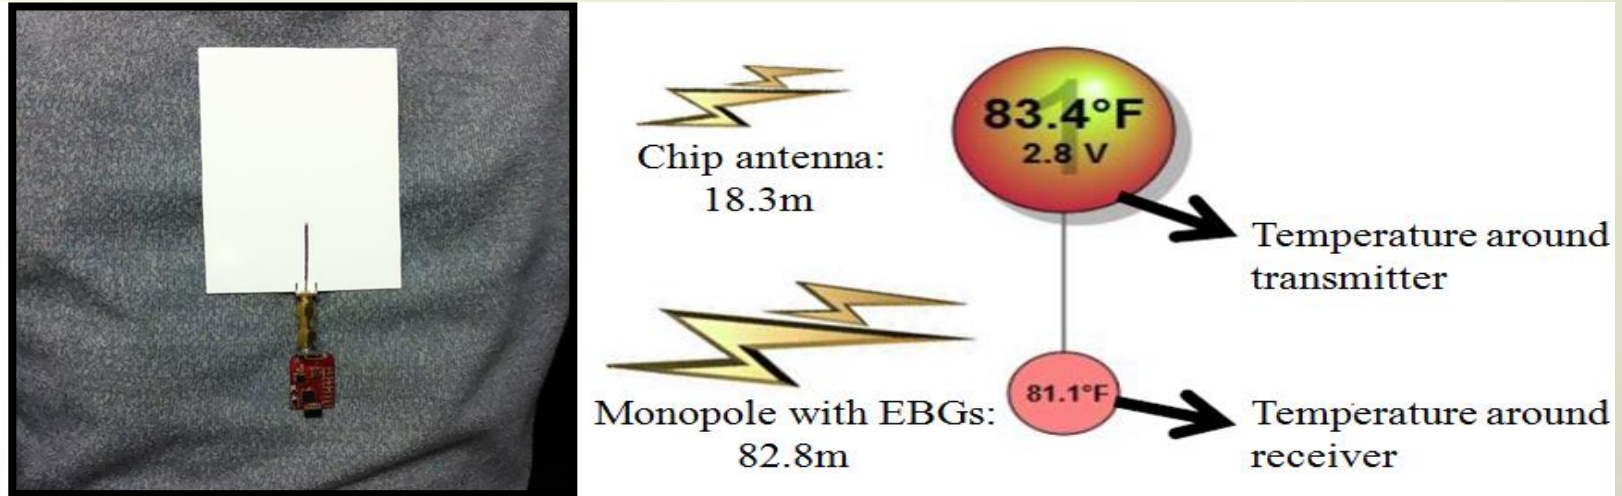 Chip antenna:
18.3m
83.4°F
2.8 V
1
Temperature around
transmitter
Monopole with EBGs:
82.8m
81.1°F
Temperature around
receiver